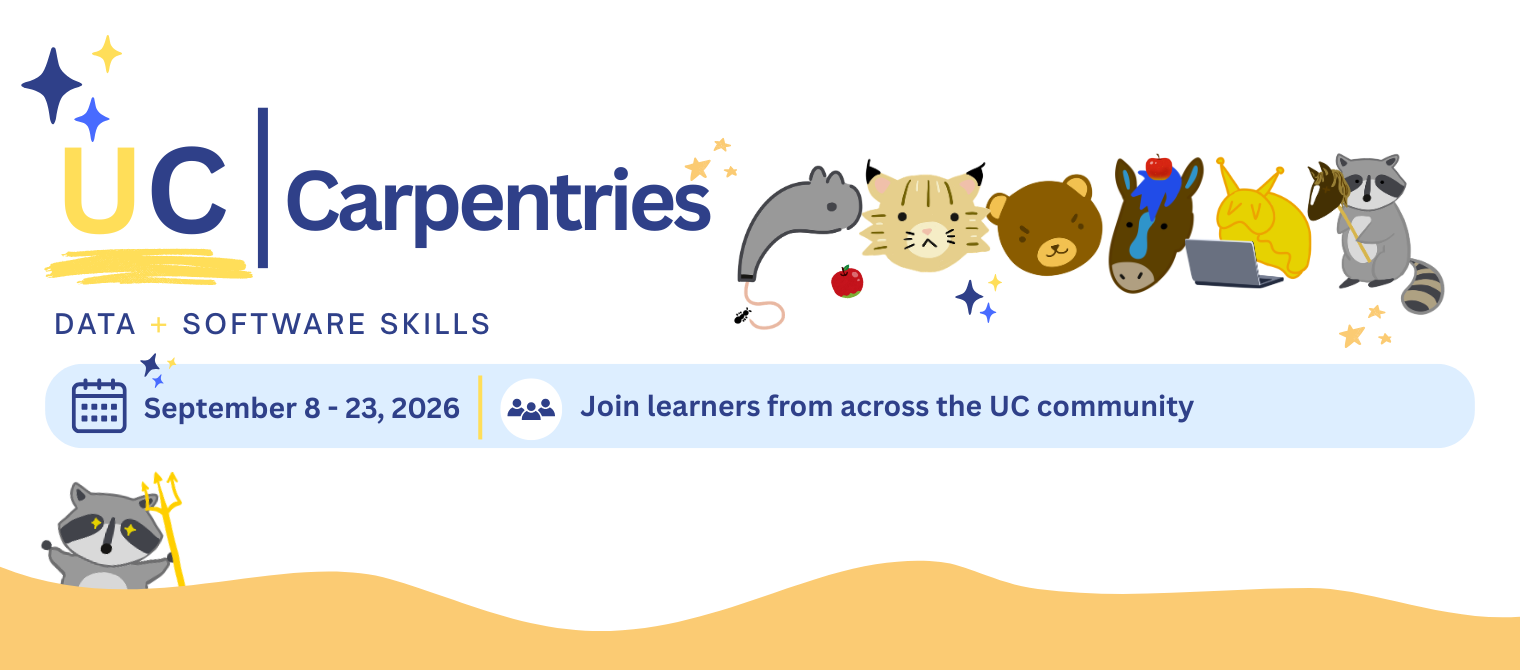 UC Carpentries
DATA + SOFTWARE SKILLS
September 8 - 23, 2026
Join learners from across the UC community